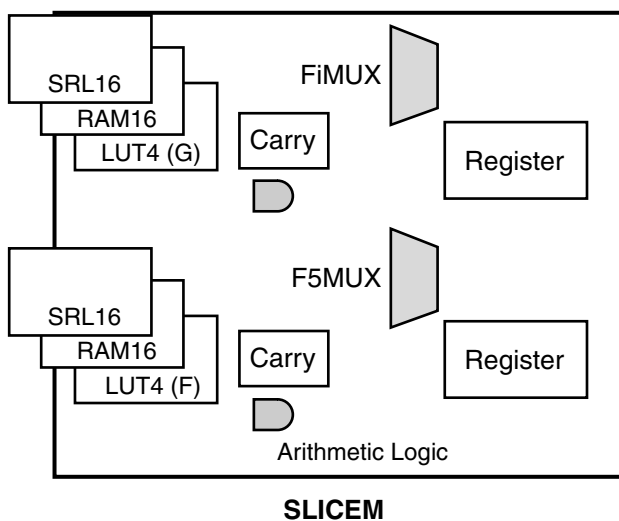 SRL16
RAM16
LUT4 (G)
Carry
FiMUX
Register
SRL16
RAM16
LUT4 (F)
Carry
F5MUX
Register
Arithmetic Logic
SLICEM